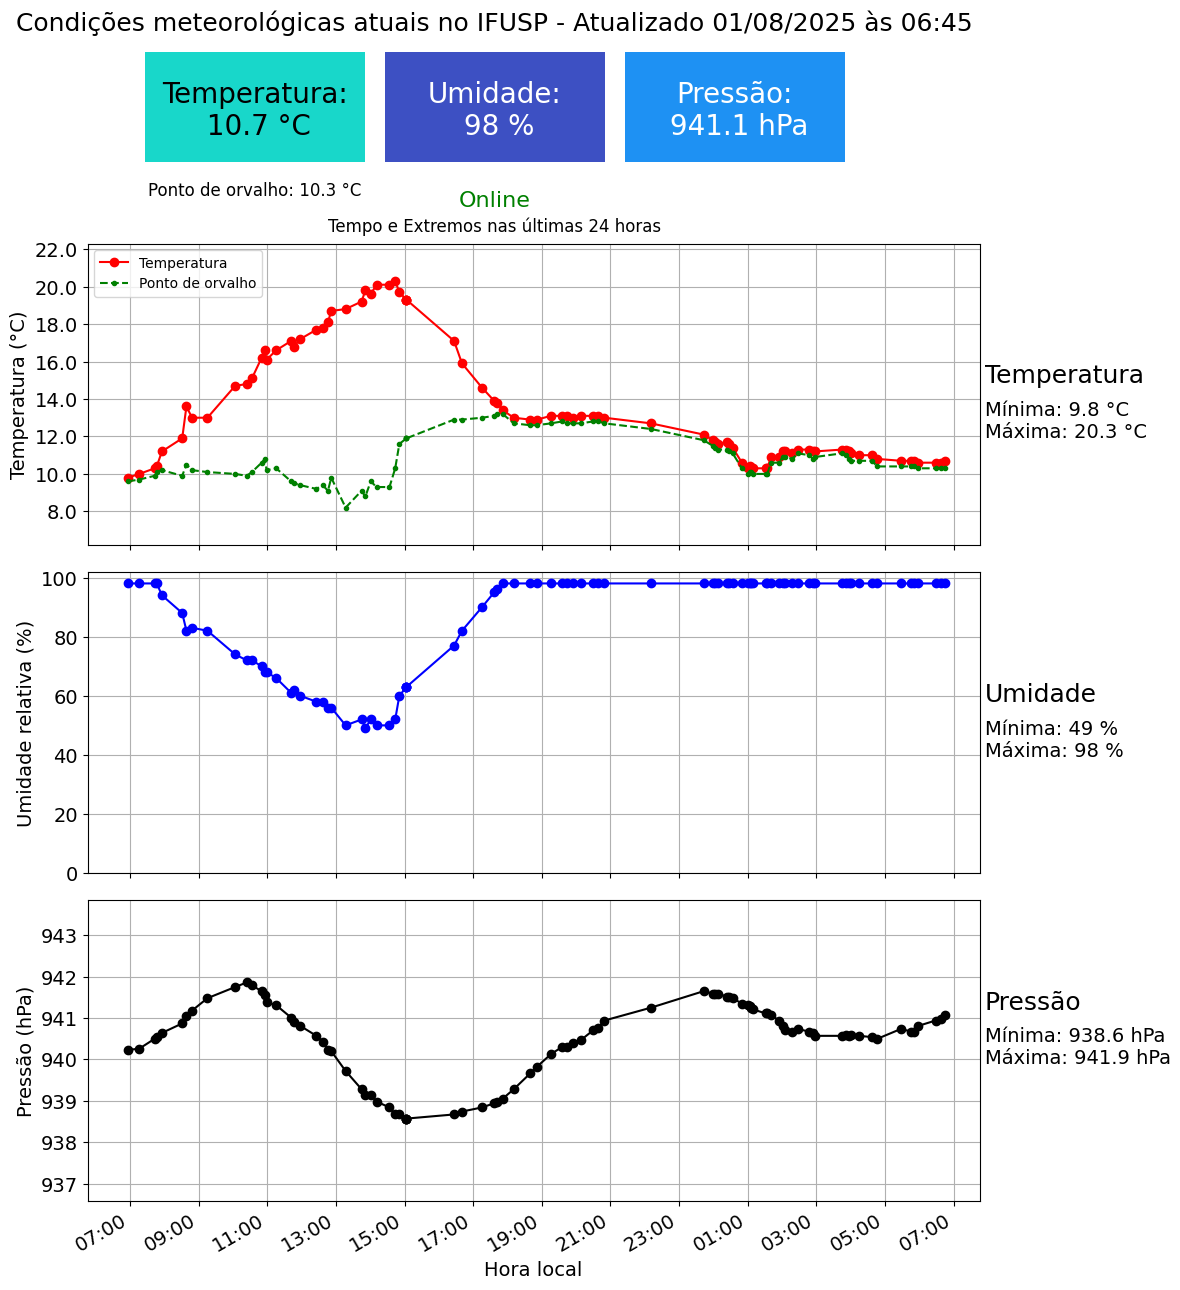 Condições meteorológicas atuais no IFUSP - Atualizado 01/08/2025 às 06:45
Temperatura:
10.7 °C
Umidade:
98 %
Pressão:
941.1 hPa
Ponto de orvalho: 10.3 °C
Online
Tempo e Extremos nas últimas 24 horas
Temperatura (°C)
22.0
20.0
18.0
16.0
14.0
12.0
10.0
8.0
Temperatura
Ponto de orvalho
Temperatura
Mínima: 9.8 °C
Máxima: 20.3 °C
Umidade relativa (%)
100
80
60
40
20
0
Umidade
Mínima: 49 %
Máxima: 98 %
Pressão (hPa)
943
942
941
940
939
938
937
Pressão
Mínima: 938.6 hPa
Máxima: 941.9 hPa
07:00 09:00 11:00 13:00 15:00 17:00 19:00 21:00 23:00 01:00 03:00 05:00 07:00
Hora local